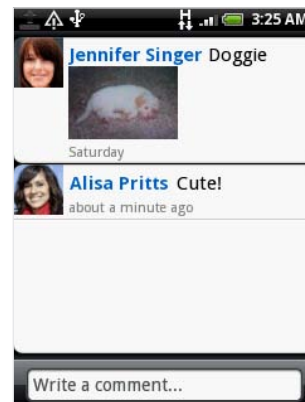 3:25 AM
Jennifer Singer Doggie
Saturday
Alisa Pritts Cute!
about a minute ago
Write a comment...